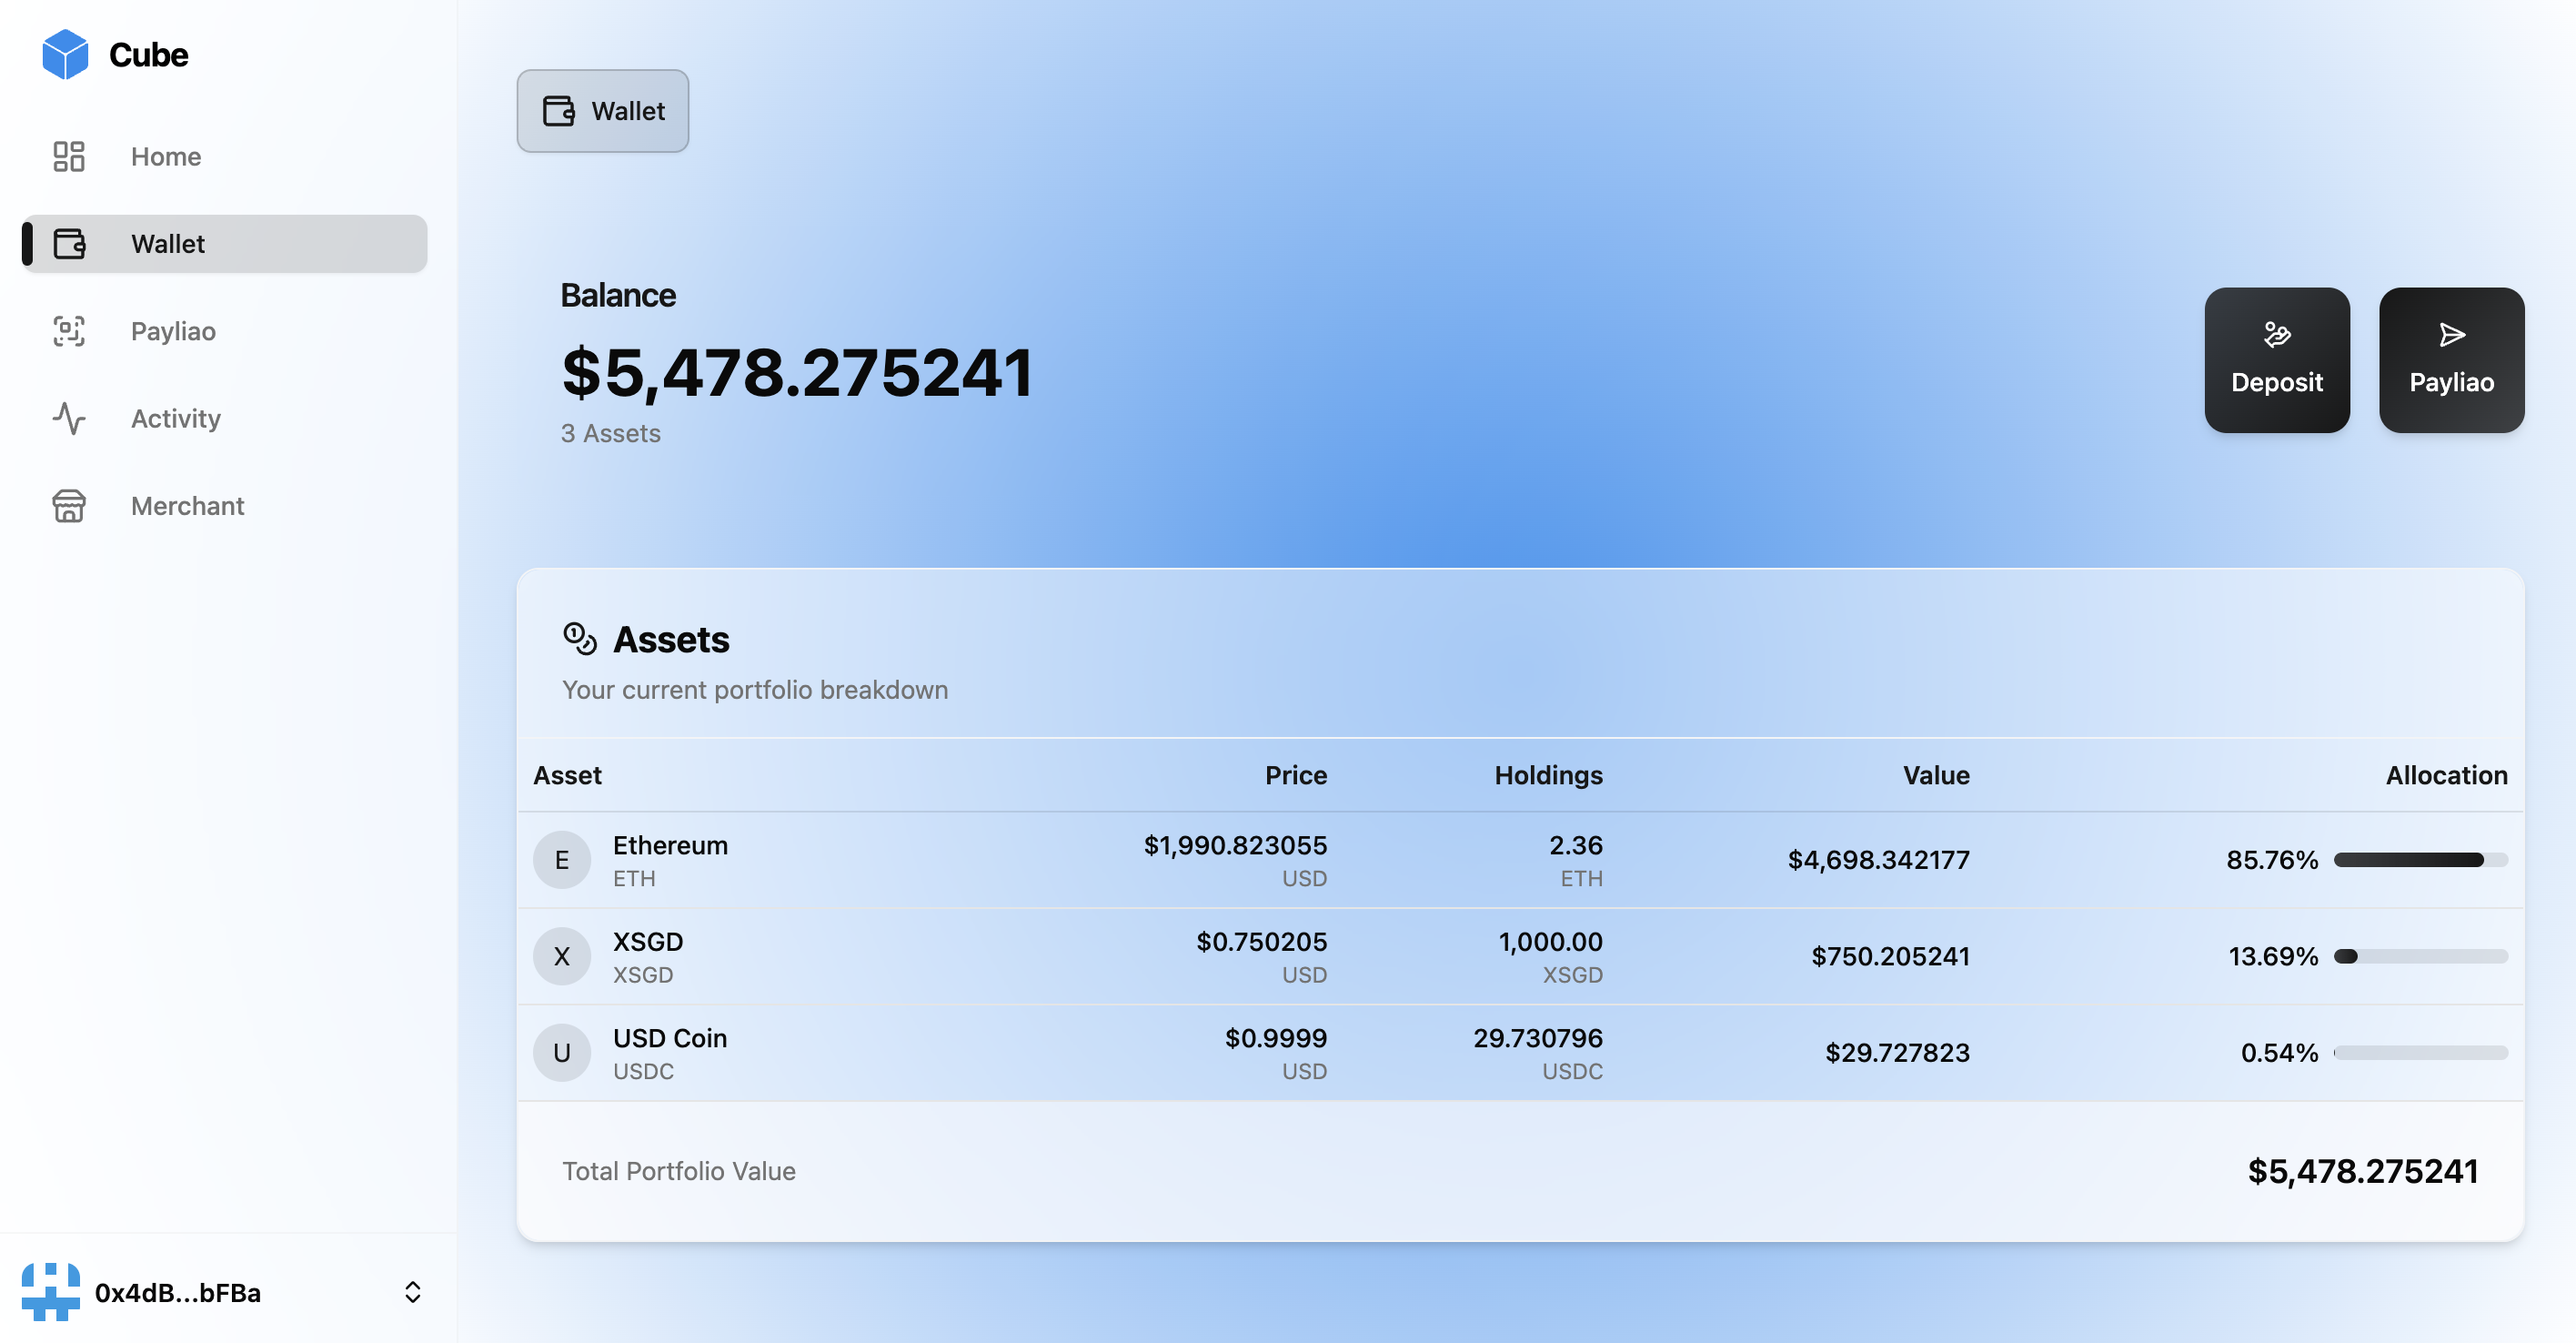 Cube
Home
Wallet
Payliao
Activity
Merchant
0x4dB...bFBa
Wallet
Balance
$5,478.275241
3 Assets
Deposit
Payliao
Assets
Your current portfolio breakdown
Asset Price Holdings Value Allocation
E Ethereum ETH $1,990.823055 USD 2.36 ETH $4,698.342177 85.76%
X XSGD XSGD $0.750205 USD 1,000.00 XSGD $750.205241 13.69%
U USD Coin USDC $0.9999 USD 29.730796 USDC $29.727823 0.54%
Total Portfolio Value $5,478.275241